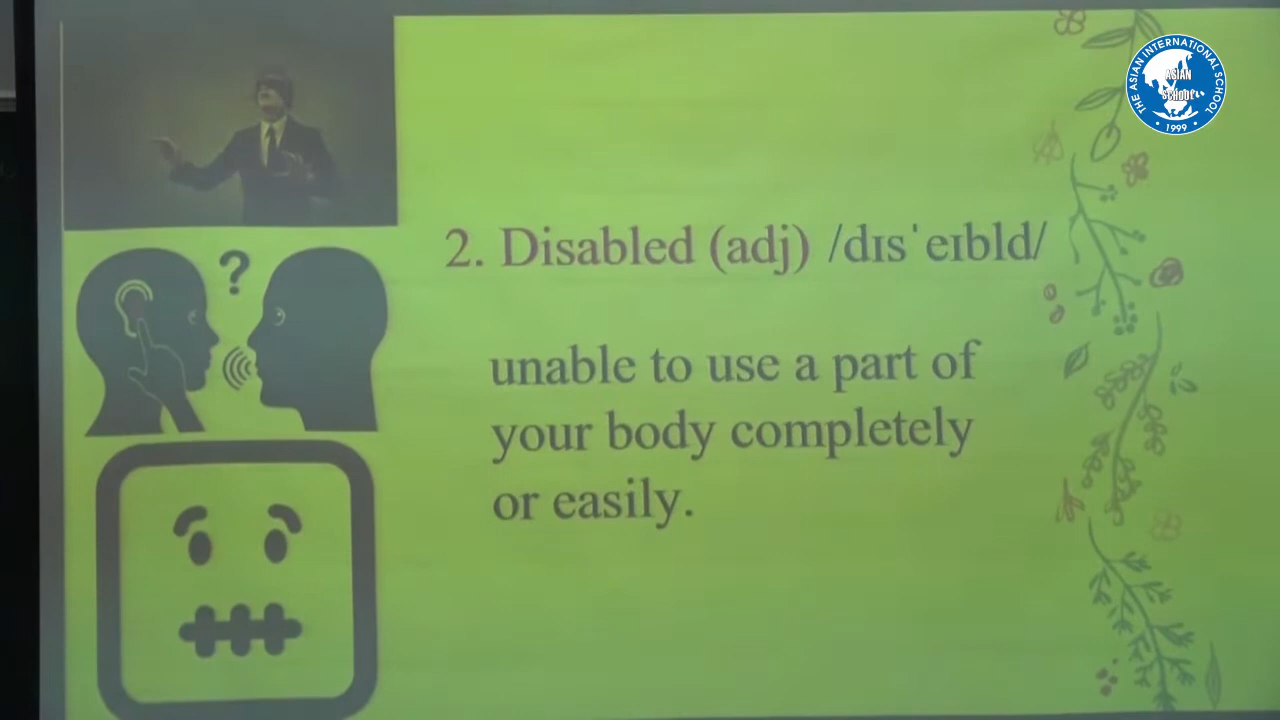 THE ASIAN INTERNATIONAL SCHOOL
ASIAN
SCHOOL
1999
2. Disabled (adj) /dɪsˈeɪbld/
?
unable to use a part of
your body completely
or easily.